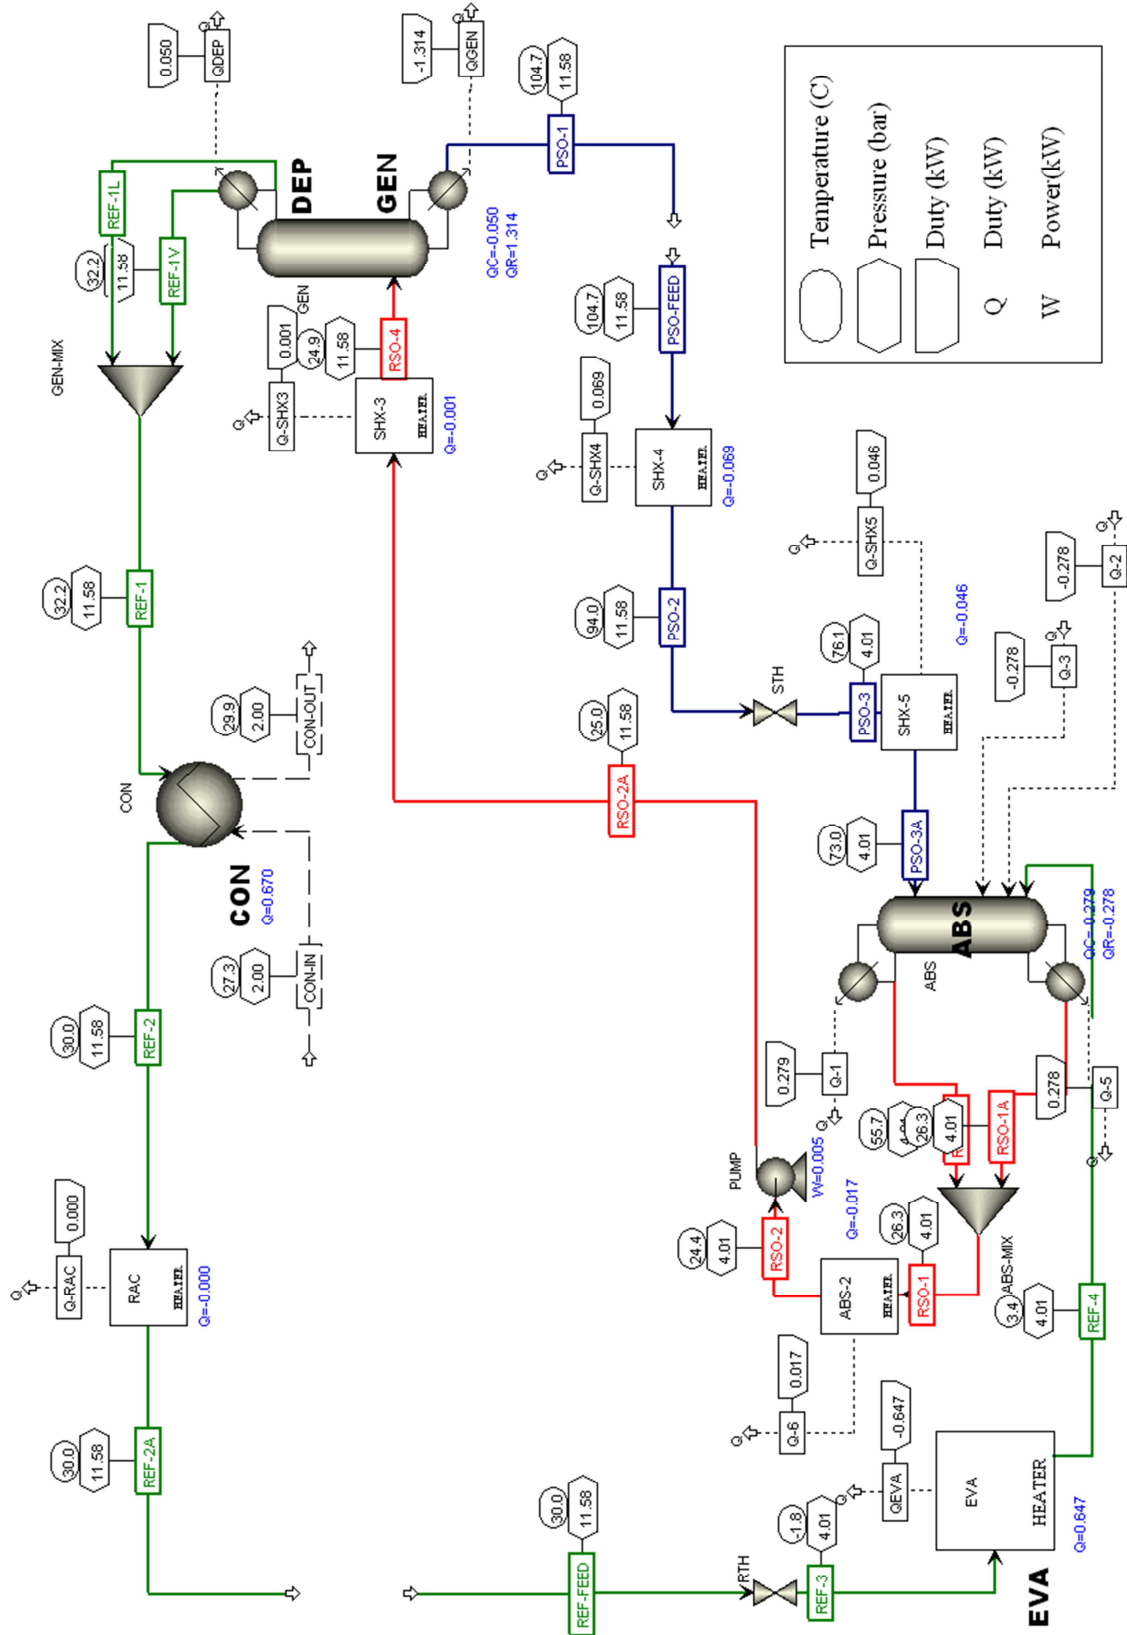 Q
Q-RAC
0.000
RAC
HEATER
Q=-0.000
30.0
11.58
REF-2A
30.0
11.58
REF-2
CON
CON
Q=0.670
27.3
2.00
CON-IN
29.9
2.00
CON-OUT
32.2
11.58
REF-1
GEN-MIX
32.2
11.58
REF-1V
REF-1L
0.050
QDEP
Q
DEP
GEN
-1.314
QGEN
Q
QC=-0.050
QR=1.314
GEN
Q
Q-SHX3
0.001
24.9
11.58
RSO-4
SHX-3
HEATER
Q=-0.001
104.7
11.58
PSO-1
104.7
11.58
PSO-FEED
Q
Q-SHX4
0.069
SHX-4
HEATER
Q=-0.069
94.0
11.58
PSO-2
25.0
11.58
RSO-2A
STH
76.1
4.01
PSO-3
Q
Q-SHX5
0.046
SHX-5
HEATER
Q=-0.046
73.0
4.01
PSO-3A
-0.278
Q-3
Q
-0.278
Q-2
Q
ABS
ABS
QC=-0.279
QR=-0.278
0.279
Q-1
Q
0.278
Q-5
Q
55.7
26.3
4.01
RSO-1A
ABS-MIX
26.3
4.01
RSO-1
ABS-2
HEATER
Q=-0.017
Q
Q-6
0.017
24.4
4.01
RSO-2
PUMP
W=0.005
30.0
11.58
REF-FEED
RTH
-1.8
4.01
REF-3
Q
QEVA
-0.647
EVA
HEATER
Q=0.647
EVA
3.4
4.01
REF-4
Temperature (C)
Pressure (bar)
Duty (kW)
Q Duty (kW)
W Power(kW)